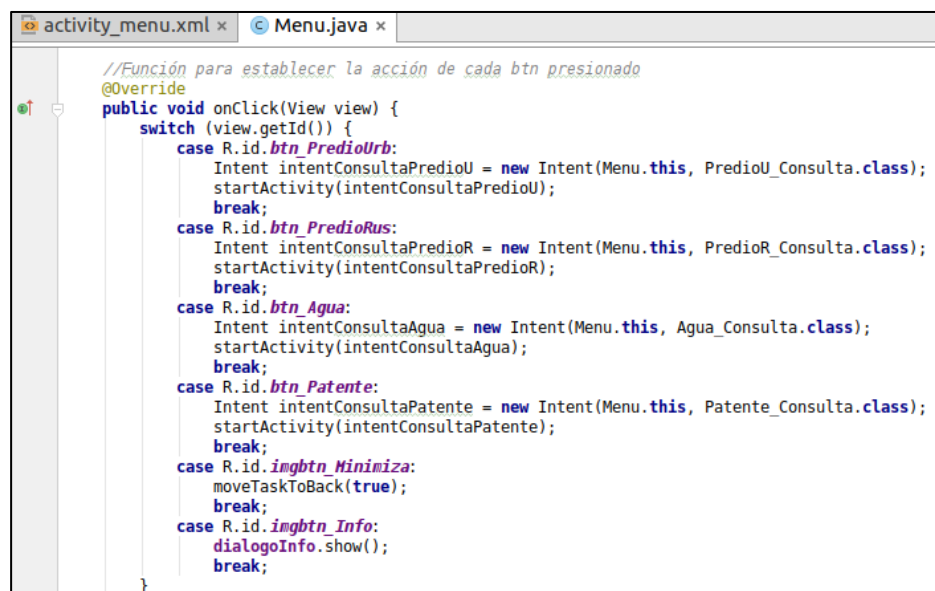 activity_menu.xml × Menu.java ×
//Función para establecer la acción de cada btn presionado
@Override
public void onClick(View view) {
switch (view.getId()) {
case R.id.btn_PredioUrb:
Intent intentConsultaPredioU = new Intent(Menu.this, PredioU_Consulta.class);
startActivity(intentConsultaPredioU);
break;
case R.id.btn_PredioRus:
Intent intentConsultaPredioR = new Intent(Menu.this, PredioR_Consulta.class);
startActivity(intentConsultaPredioR);
break;
case R.id.btn_Agua:
Intent intentConsultaAgua = new Intent(Menu.this, Agua_Consulta.class);
startActivity(intentConsultaAgua);
break;
case R.id.btn_Patente:
Intent intentConsultaPatente = new Intent(Menu.this, Patente_Consulta.class);
startActivity(intentConsultaPatente);
break;
case R.id.imgbtn_Minimiza:
moveTaskToBack(true);
break;
case R.id.imgbtn_Info:
dialogoInfo.show();
break;
}